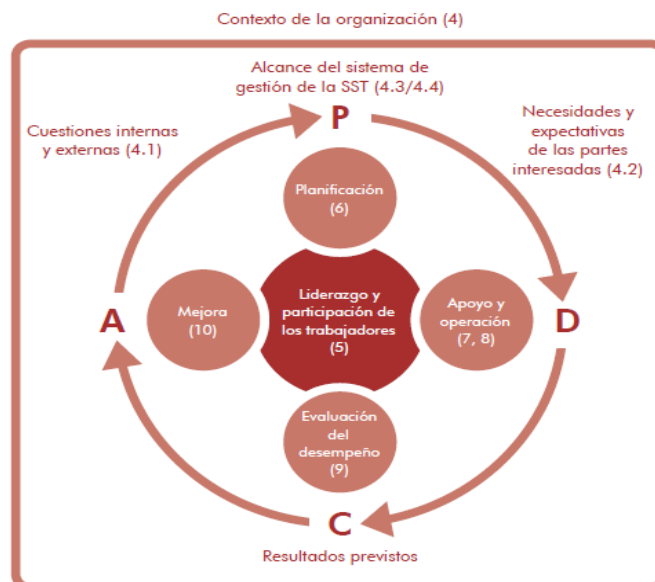 Contexto de la organización (4)
Alcance del sistema de
gestión de la SST (4.3/4.4)
Cuestiones internas
y externas (4.1)
Necesidades y
expectativas
de las partes
interesadas (4.2)
P
Planificación
(6)
A
Mejora
(10)
Liderazgo y
participación de
los trabajadores
(5)
Apoyo y
operación
(7, 8)
D
Evaluación
del
desempeño
(9)
C
Resultados previstos